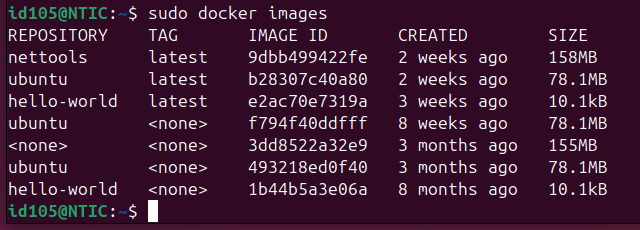 id105@NTIC:~$ sudo docker images
REPOSITORY TAG IMAGE ID CREATED SIZE
nettools latest 9dbb499422fe 2 weeks ago 158MB
ubuntu latest b28307c40a80 2 weeks ago 78.1MB
hello-world latest e2ac70e7319a 3 weeks ago 10.1kB
ubuntu <none> f794f40ddfff 8 weeks ago 78.1MB
<none> <none> 3dd8522a32e9 3 months ago 155MB
ubuntu <none> 493218ed0f40 3 months ago 78.1MB
hello-world <none> 1b44b5a3e06a 8 months ago 10.1kB
id105@NTIC:~$